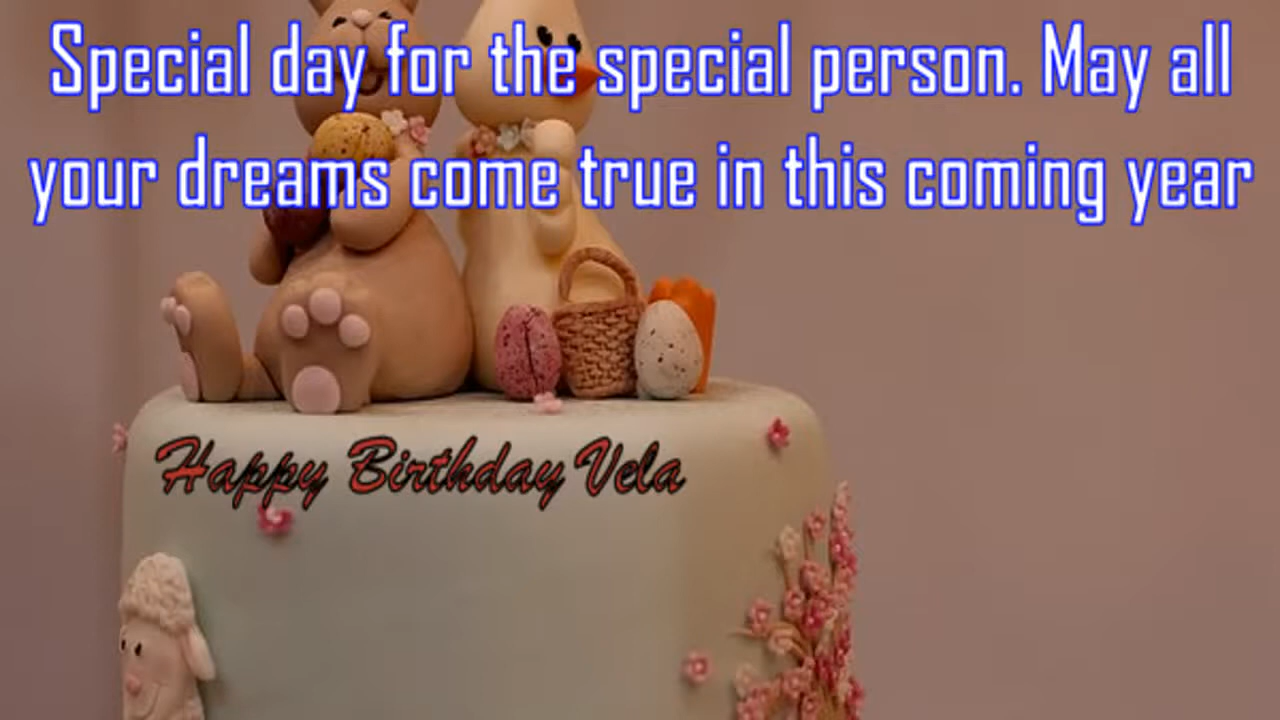 Special day for the special person. May all
your dreams come true in this coming year
Happy Birthday Vela